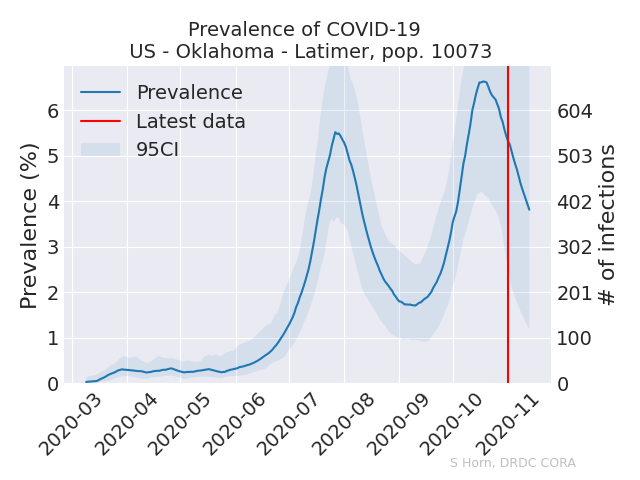 Prevalence of COVID-19
US - Oklahoma - Latimer, pop. 10073
Prevalence
Latest data
95CI
Prevalence (%)
6
5
4
3
2
1
0
604
503
402
302
201
100
0
# of infections
2020-03
2020-04
2020-05
2020-06
2020-07
2020-08
2020-09
2020-10
2020-11
S Horn, DRDC CORA